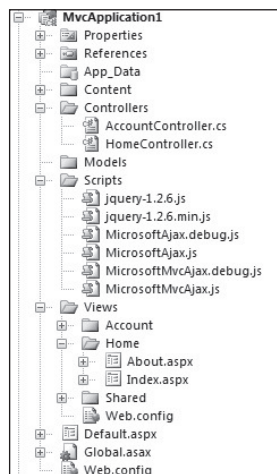 MvcApplication1
Properties
References
App_Data
Content
Controllers
AccountController.cs
HomeController.cs
Models
Scripts
jquery-1.2.6.js
jquery-1.2.6.min.js
MicrosoftAjax.debug.js
MicrosoftAjax.js
MicrosoftMvcAjax.debug.js
MicrosoftMvcAjax.js
Views
Account
Home
About.aspx
Index.aspx
Shared
Web.config
Default.aspx
Global.asax
Web.config